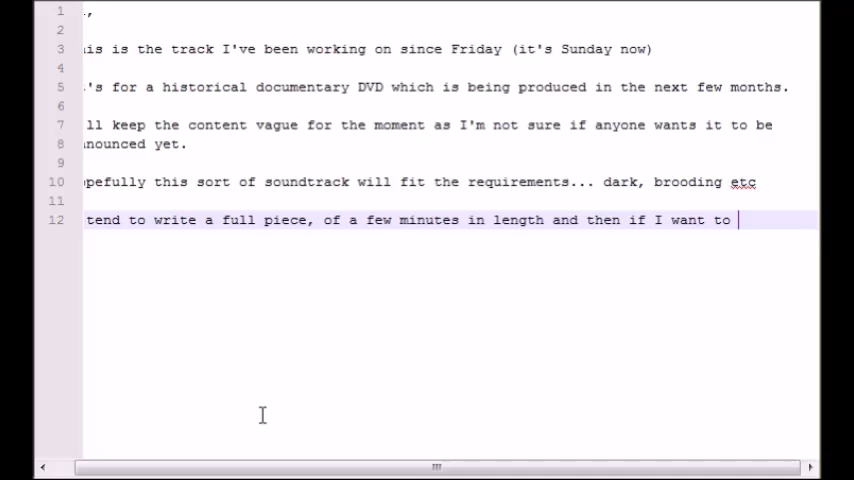 1 ,
2
3 is is the track I've been working on since Friday (it's Sunday now)
4
5 's for a historical documentary DVD which is being produced in the next few months.
6
7 ll keep the content vague for the moment as I'm not sure if anyone wants it to be
8 nounced yet.
9
10 pefully this sort of soundtrack will fit the requirements... dark, brooding etc
11
12 tend to write a full piece, of a few minutes in length and then if I want to